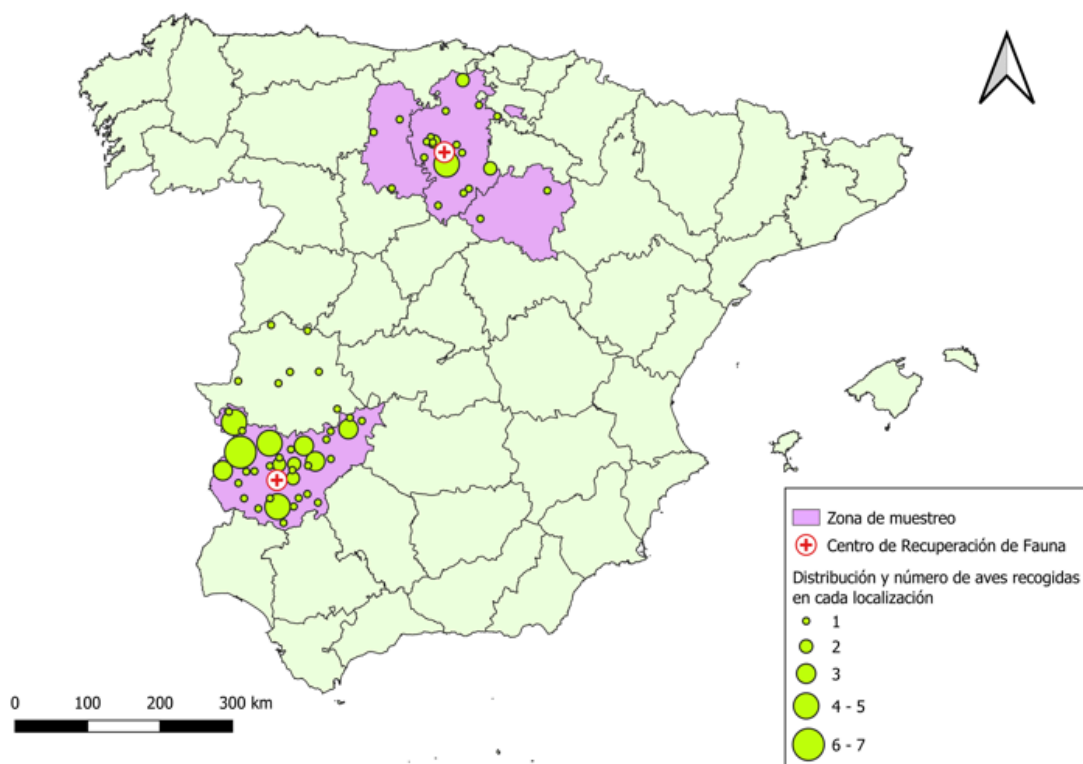 Zona de muestreo
Centro de Recuperación de Fauna
Distribución y número de aves recogidas
en cada localización
1
2
3
4 - 5
6 - 7
0 100 200 300 km